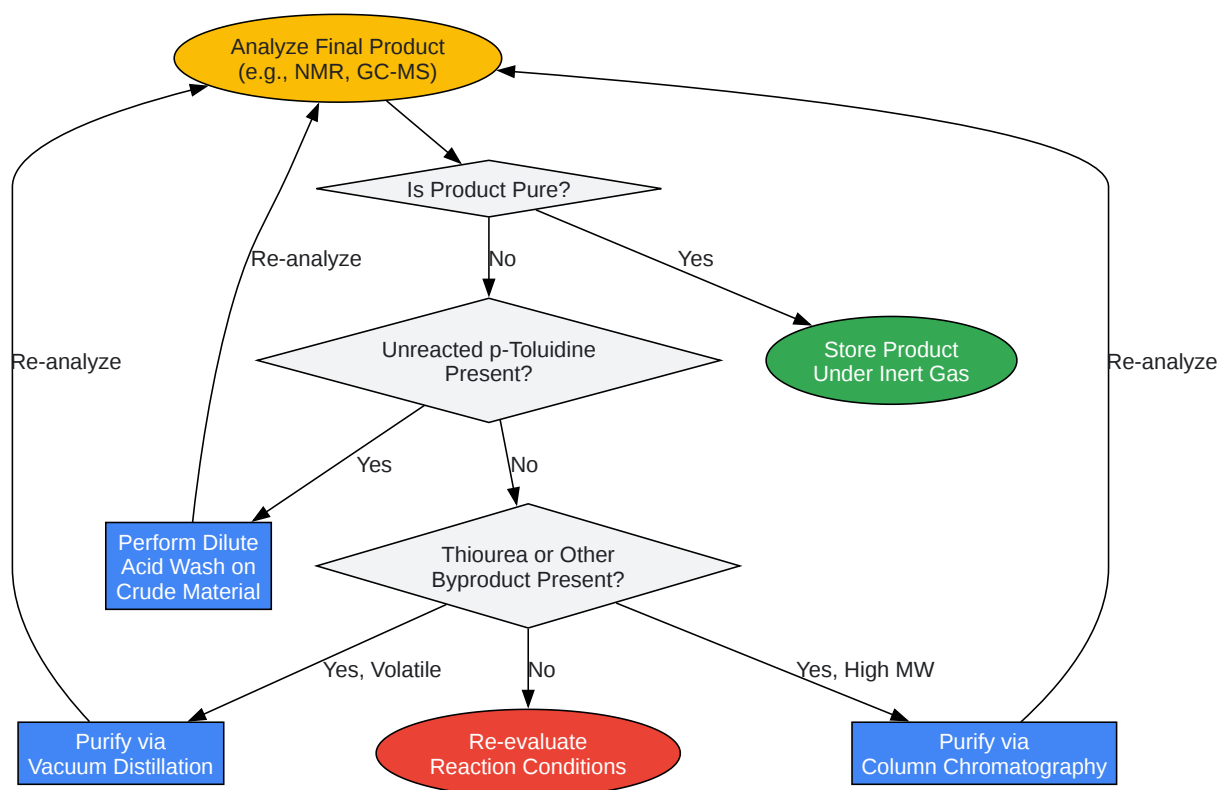 Analyze Final Product
(e.g., NMR, GC-MS)
Is Product Pure?
Re-analyze
No
Yes
Unreacted p-Toluidine
Present?
Store Product
Under Inert Gas
Re-analyze
Re-analyze
Yes
No
Perform Dilute
Acid Wash on
Crude Material
Thiourea or Other
Byproduct Present?
Yes, Volatile
No
Yes, High MW
Purify via
Vacuum Distillation
Re-evaluate
Reaction Conditions
Purify via
Column Chromatography